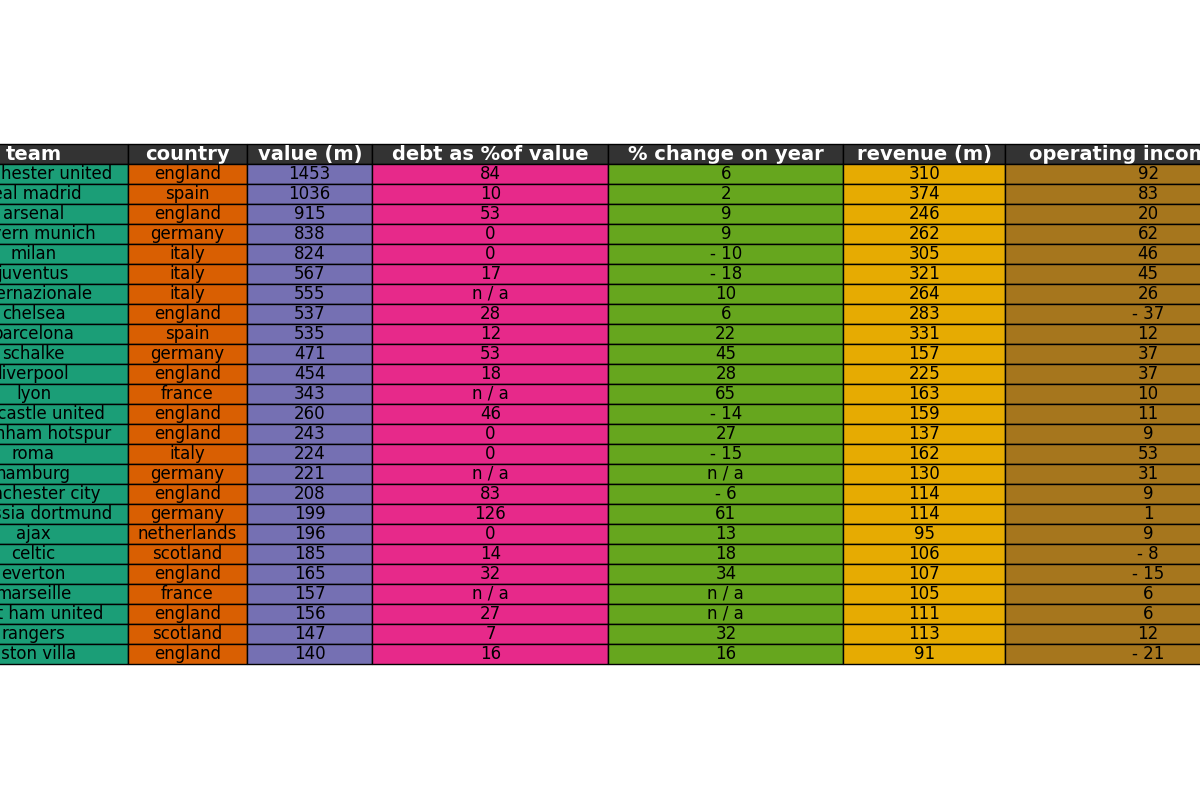 team country value (m) debt as %of value % change on year revenue (m) operating incom
hester united england 1453 84 6 310 92
eal madrid spain 1036 10 2 374 83
arsenal england 915 53 9 246 20
ern munich germany 838 0 9 262 62
milan italy 824 0 - 10 305 46
juventus italy 567 17 - 18 321 45
ernazionale italy 555 n / a 10 264 26
chelsea england 537 28 6 283 - 37
barcelona spain 535 12 22 331 12
schalke germany 471 53 45 157 37
liverpool england 454 18 28 225 37
lyon france 343 n / a 65 163 10
castle united england 260 46 - 14 159 11
nham hotspur england 243 0 27 137 9
roma italy 224 0 - 15 162 53
hamburg germany 221 n / a n / a 130 31
chester city england 208 83 - 6 114 9
ssia dortmund germany 199 126 61 114 1
ajax netherlands 196 0 13 95 9
celtic scotland 185 14 18 106 - 8
everton england 165 32 34 107 - 15
marseille france 157 n / a n / a 105 6
t ham united england 156 27 n / a 111 6
rangers scotland 147 7 32 113 12
ston villa england 140 16 16 91 - 21